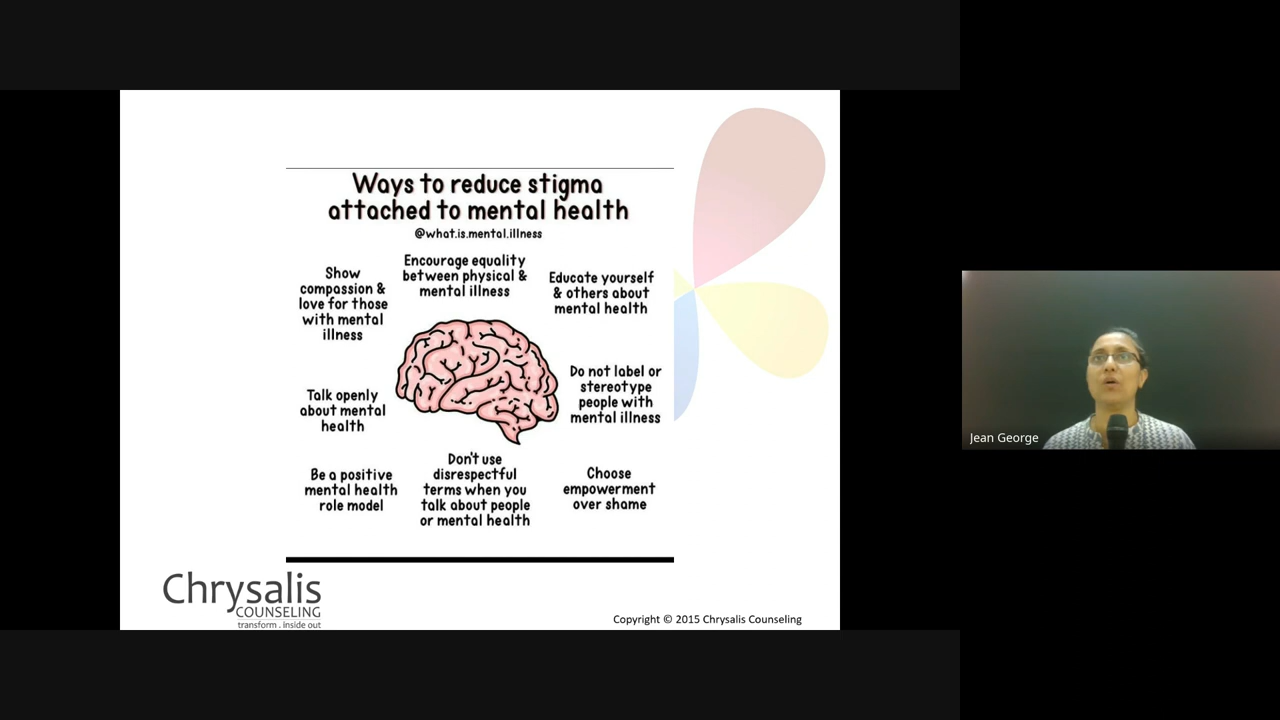 Ways to reduce stigma
attached to mental health
@what.is.mental.illness
Show
compassion &
love for those
with mental
illness
Encourage equality
between physical &
mental illness
Educate yourself
& others about
mental health
Talk openly
about mental
health
Do not label or
stereotype
people with
mental illness
Be a positive
mental health
role model
Don't use
disrespectful
terms when you
talk about people
or mental health
Choose
empowerment
over shame
Chrysalis
COUNSELING
transform . inside out
Copyright © 2015 Chrysalis Counseling
Jean George